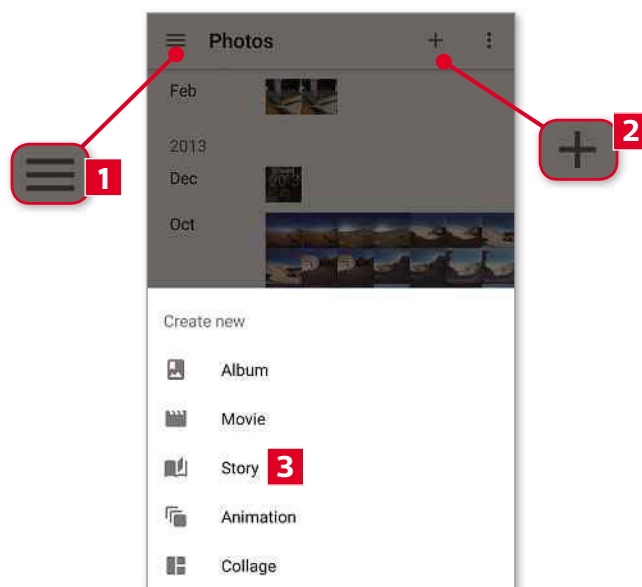 Photos
Feb
2013
Dec
Oct
1
2
Create new
Album
Movie
Story 3
Animation
Collage